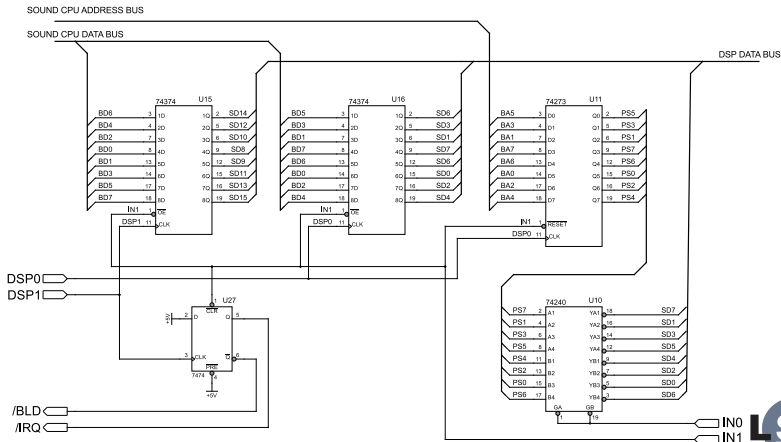 SOUND CPU ADDRESS BUS
SOUND CPU DATA BUS
DSP DATA BUS
74374 U15
BD6 3 1D 1Q 2 SD14
BD4 4 2D 2Q 5 SD12
BD2 7 3D 3Q 6 SD10
BD0 8 4D 4Q 9 SD8
BD1 13 5D 5Q 12 SD9
BD3 14 6D 6Q 15 SD11
BD5 17 7D 7Q 16 SD13
BD7 18 8D 8Q 19 SD15
IN1 1 OE
DSP1 11 CLK
74374 U16
BD5 3 1D 1Q 2 SD6
BD3 4 2D 2Q 5 SD3
BD1 7 3D 3Q 6 SD1
BD7 8 4D 4Q 9 SD7
BD6 13 5D 5Q 12 SD6
BD0 14 6D 6Q 15 SD0
BD2 17 7D 7Q 16 SD2
BD4 18 8D 8Q 19 SD4
IN1 1 OE
DSP0 11 CLK
74273 U11
BA5 3 D0 Q0 2 PS5
BA3 4 D1 Q1 5 PS3
BA1 7 D2 Q2 6 PS1
BA7 8 D3 Q3 9 PS7
BA6 13 D4 Q4 12 PS6
BA0 14 D5 Q5 15 PS0
BA2 17 D6 Q6 16 PS2
BA4 18 D7 Q7 19 PS4
IN1 1 RESET
DSP0 11 CLK
DSP0
DSP1
U27
1
CLR
+5V 2 D Q 5
3 CLK Q 6
PRE
7474 4
+5V
74240 U10
PS7 2 A1 YA1 18 SD7
PS1 4 A2 YA2 16 SD1
PS3 6 A3 YA3 14 SD3
PS5 8 A4 YA4 12 SD5
PS4 11 B1 YB1 9 SD4
PS2 13 B2 YB2 7 SD2
PS0 15 B3 YB3 5 SD0
PS6 17 B4 YB4 3 SD6
GA GB
1 19
/BLD
/IRQ
IN0
IN1
L